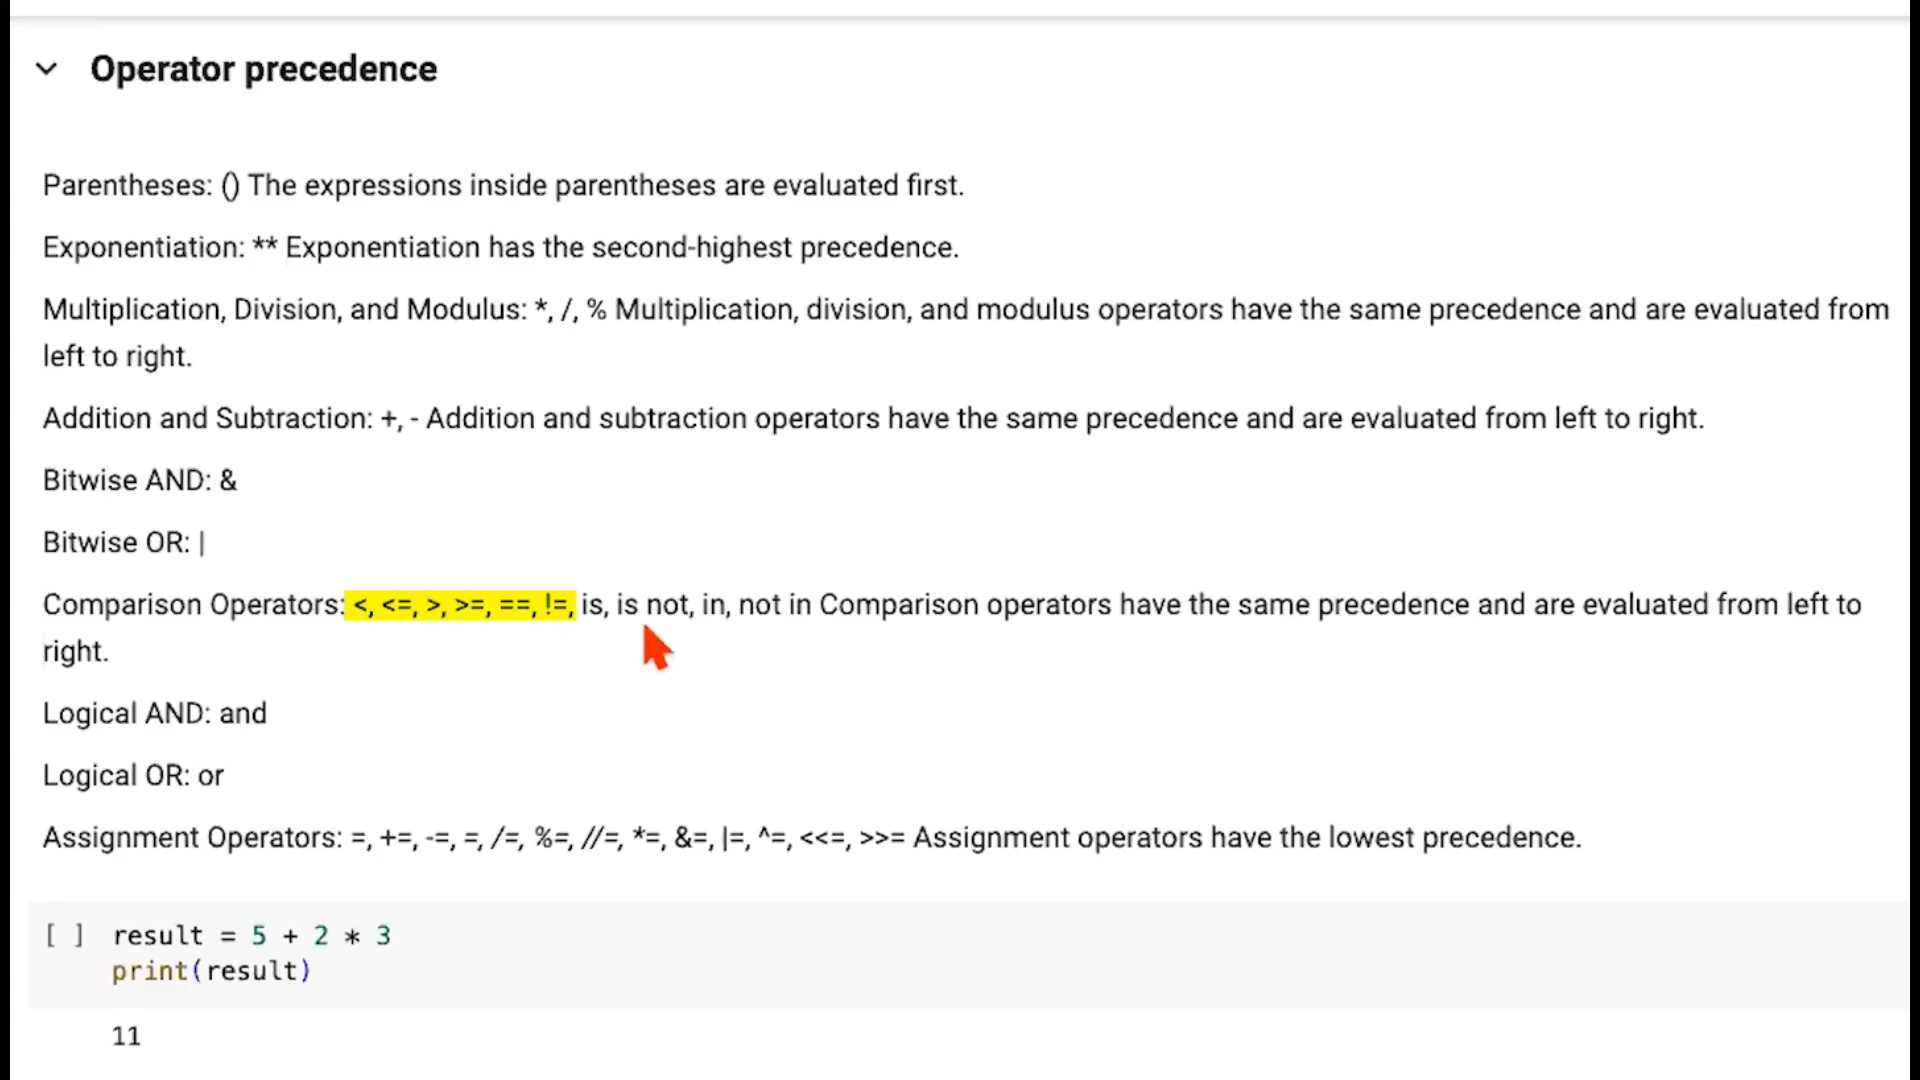 Operator precedence
Parentheses: () The expressions inside parentheses are evaluated first.
Exponentiation: ** Exponentiation has the second-highest precedence.
Multiplication, Division, and Modulus: *, /, % Multiplication, division, and modulus operators have the same precedence and are evaluated from
left to right.
Addition and Subtraction: +, - Addition and subtraction operators have the same precedence and are evaluated from left to right.
Bitwise AND: &
Bitwise OR: |
Comparison Operators: <, <=, >, >=, ==, !=, is, is not, in, not in Comparison operators have the same precedence and are evaluated from left to
right.
Logical AND: and
Logical OR: or
Assignment Operators: =, +=, -=, =, /=, %=, //=, *=, &=, |=, ^=, <<=, >>= Assignment operators have the lowest precedence.
[ ] result = 5 + 2 * 3
print(result)
11